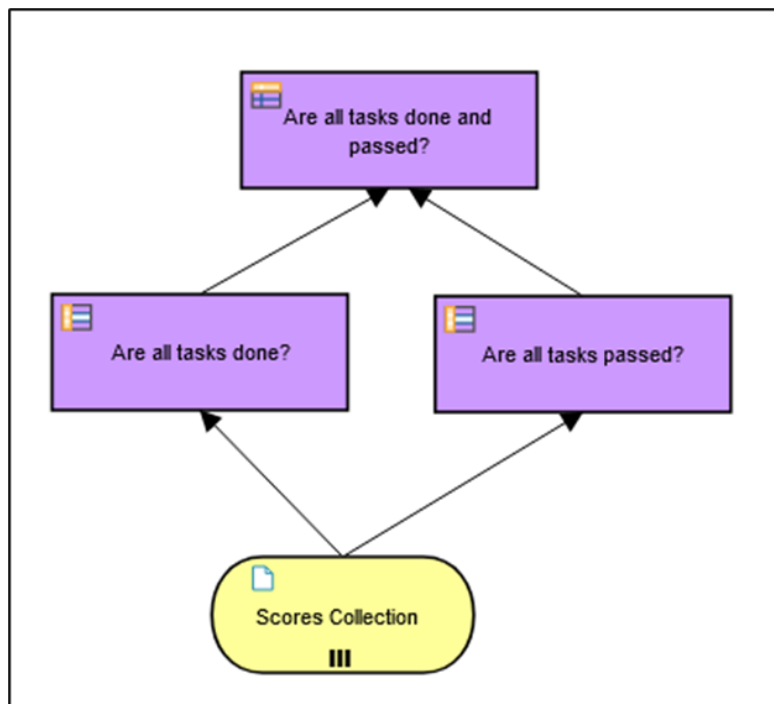 Are all tasks done and
passed?
Are all tasks done?
Are all tasks passed?
Scores Collection